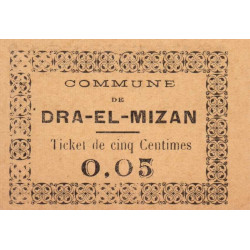 COMMUNE
DE
DRA-EL-MIZAN
Ticket de cinq Centimes
0.05